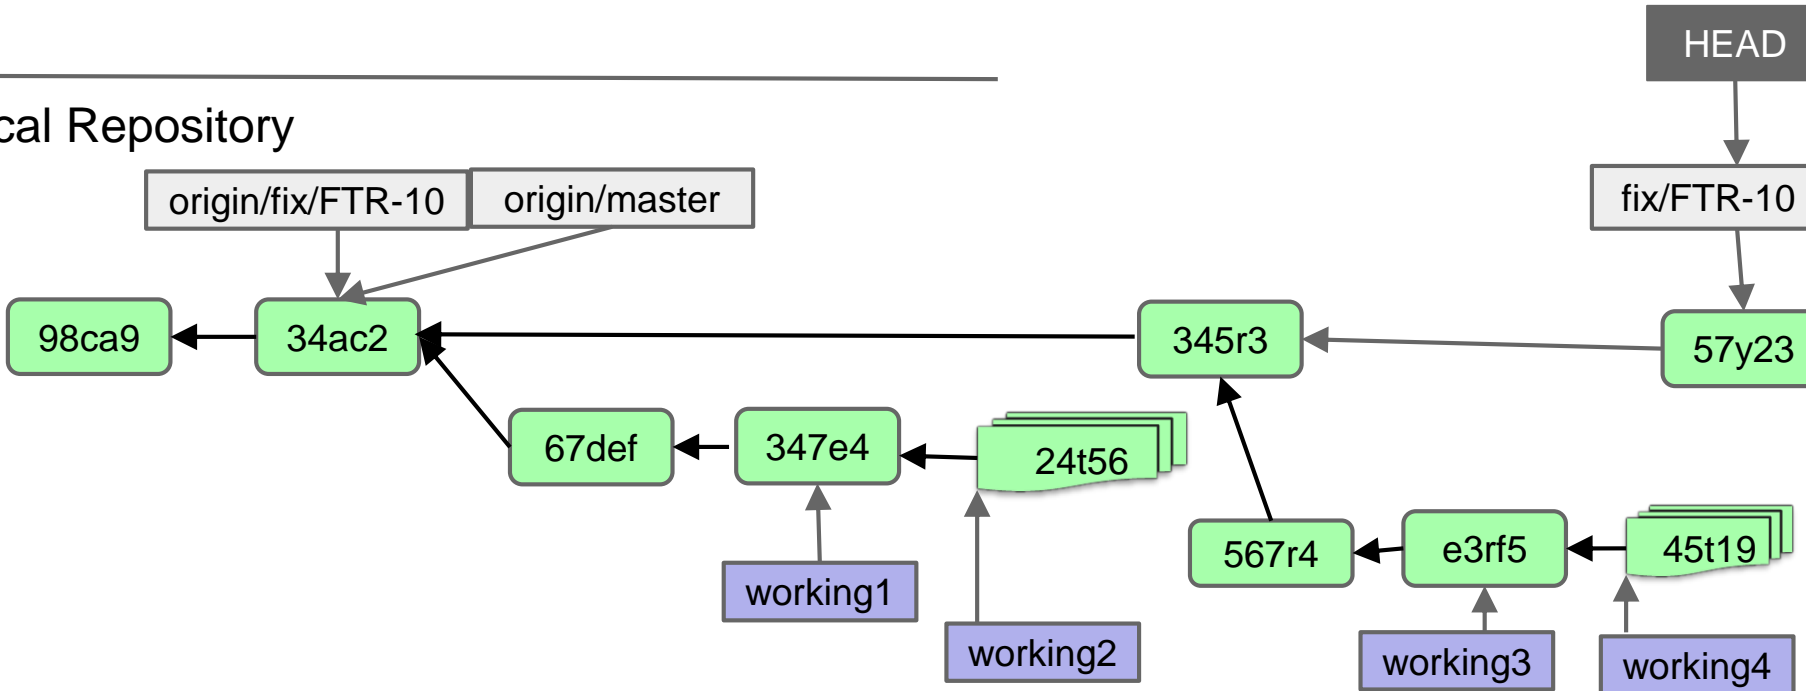 HEAD
cal Repository
origin/fix/FTR-10 origin/master fix/FTR-10
98ca9 34ac2 345r3 57y23
67def 347e4 24t56
567r4 e3rf5 45t19
working1
working2 working3 working4